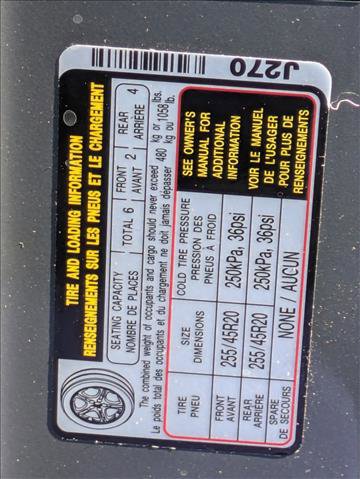 J270
TIRE AND LOADING INFORMATION
RENSEIGNEMENTS SUR LES PNEUS ET LE CHARGEMENT
SEATING CAPACITY
NOMBRE DE PLACES
TOTAL 6
FRONT
AVANT 2
REAR
ARRIÈRE 4
The combined weight of occupants and cargo should never exceed 480 kg or 1058 lbs.
Le poids total des occupants et du chargement ne doit jamais dépasser 480 kg ou 1058 lb.
TIRE
PNEU
SIZE
DIMENSIONS
COLD TIRE PRESSURE
PRESSION DES
PNEUS À FROID
FRONT
AVANT
255/45R20
250kPa, 36psi
REAR
ARRIÈRE
255/45R20
250kPa, 36psi
SPARE
DE SECOURS
NONE / AUCUN
SEE OWNER'S
MANUAL FOR
ADDITIONAL
INFORMATION
VOIR LE MANUEL
DE L'USAGER
POUR PLUS DE
RENSEIGNEMENTS